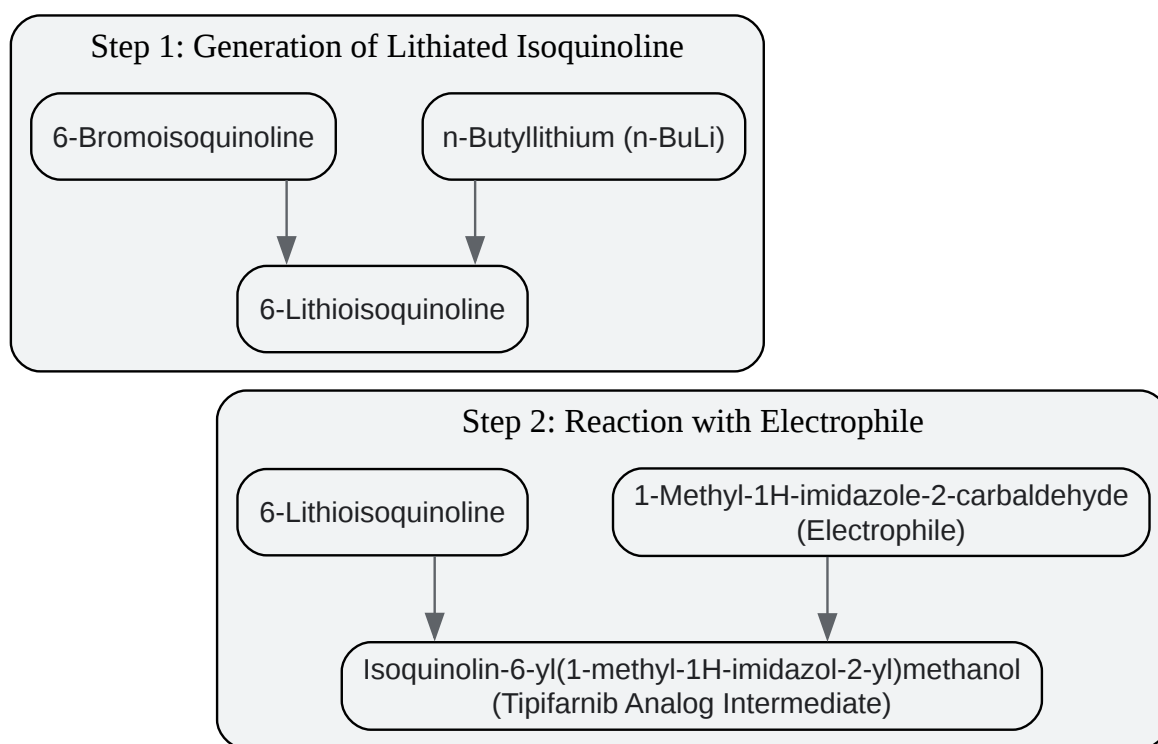 Step 1: Generation of Lithiated Isoquinoline
6-Bromoisoquinoline
n-Butyllithium (n-BuLi)
6-Lithioisoquinoline
Step 2: Reaction with Electrophile
6-Lithioisoquinoline
1-Methyl-1H-imidazole-2-carbaldehyde
(Electrophile)
Isoquinolin-6-yl(1-methyl-1H-imidazol-2-yl)methanol
(Tipifarnib Analog Intermediate)